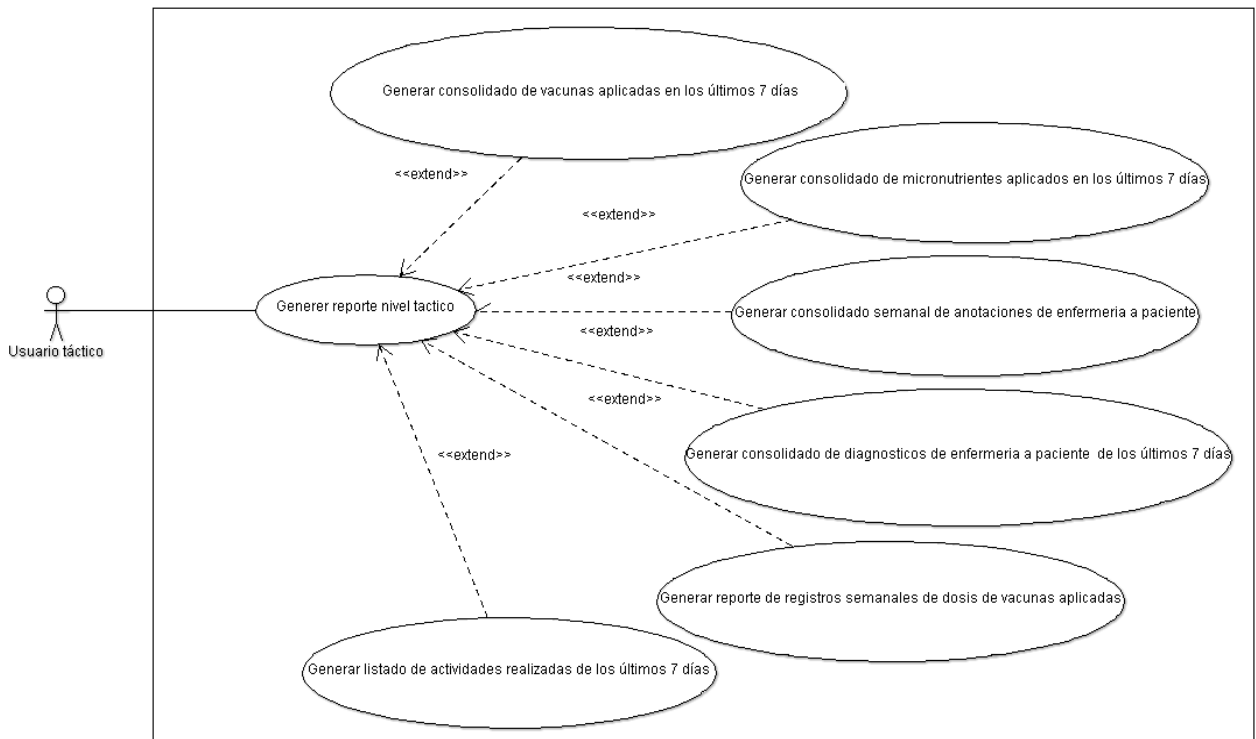 Generar consolidado de vacunas aplicadas en los últimos 7 días
<<extend>>
Generar consolidado de micronutrientes aplicados en los últimos 7 días
<<extend>>
<<extend>>
Generer reporte nivel tactico
Generar consolidado semanal de anotaciones de enfermeria a paciente
<<extend>>
Usuario táctico
<<extend>>
Generar consolidado de diagnosticos de enfermeria a paciente de los últimos 7 días
<<extend>>
Generar reporte de registros semanales de dosis de vacunas aplicadas
Generar listado de actividades realizadas de los últimos 7 días